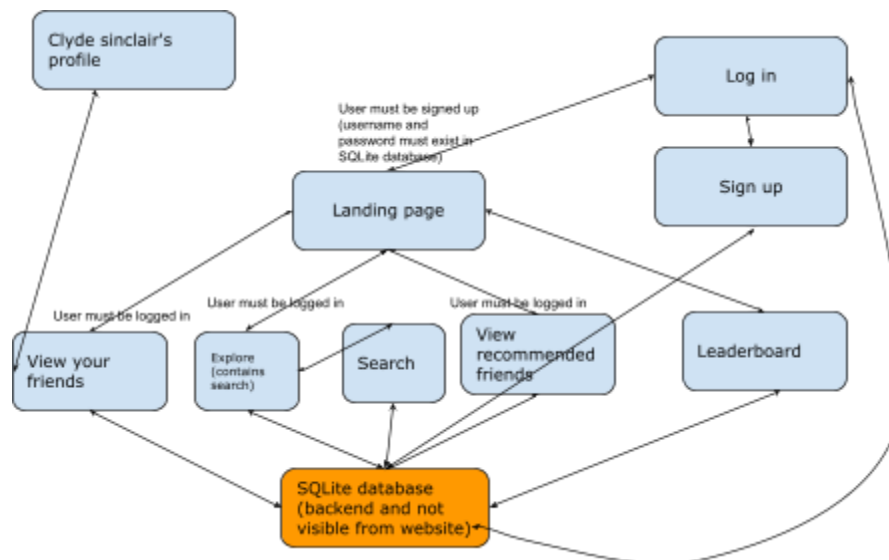 Clyde sinclair's
profile
Log in
User must be signed up
(username and
password must exist in
SQLite database)
Sign up
Landing page
User must be logged in
User must be logged in
User must be logged in
View your
friends
Explore
(contains
search)
Search
View
recommended
friends
Leaderboard
SQLite database
(backend and not
visible from website)